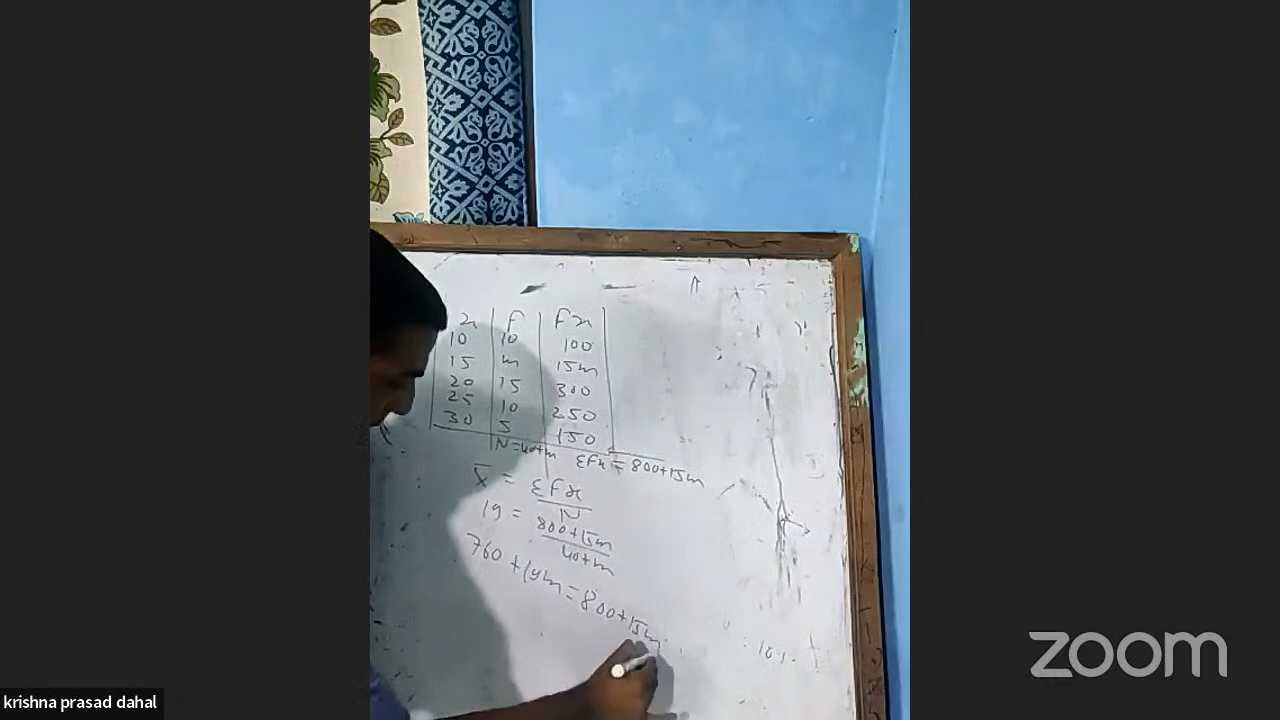 x f fx
10 10 100
15 m 15m
20 15 300
25 10 250
30 5 150
N=40+m Σfx = 800+15m
x̄ = Σfx
N
19 = 800+15m
40+m
760+19m=800+15m
krishna prasad dahal
zoom